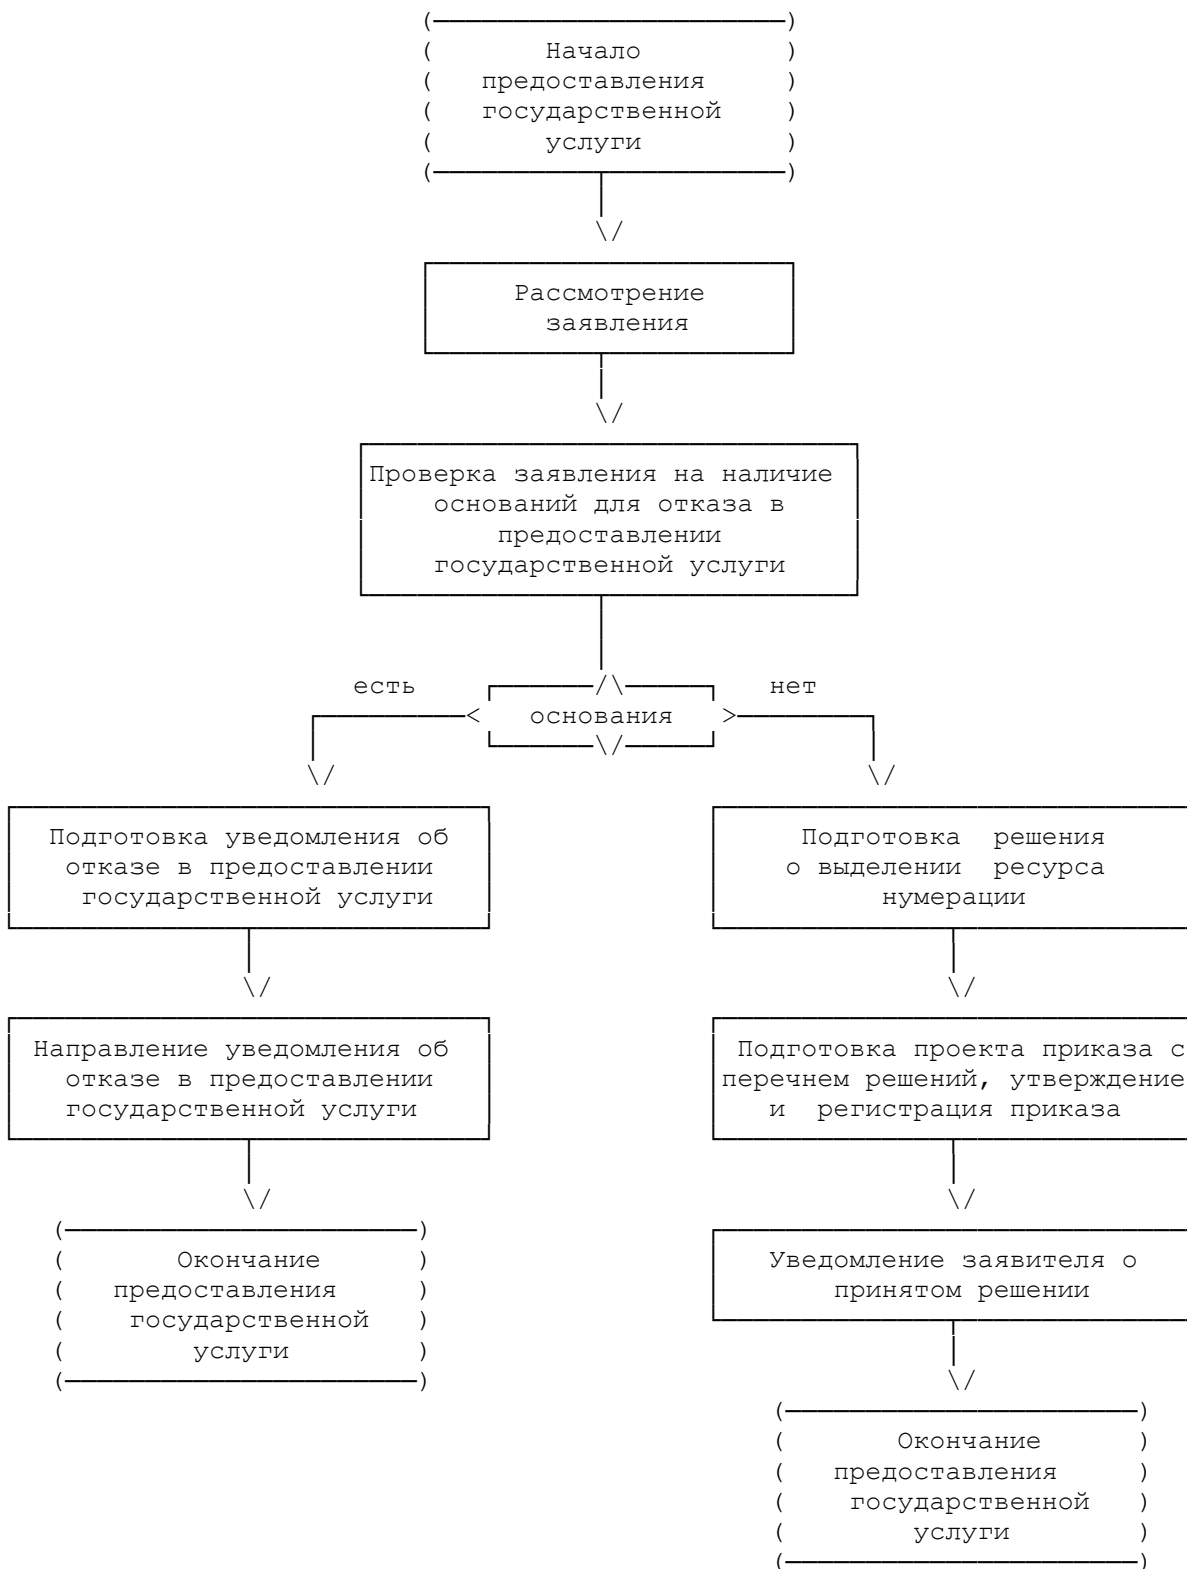 Начало
предоставления
государственной
услуги
Рассмотрение
заявления
Проверка заявления на наличие
оснований для отказа в
предоставлении
государственной услуги
есть
нет
основания
Подготовка уведомления об
отказе в предоставлении
государственной услуги
Подготовка решения
о выделении ресурса
нумерации
Направление уведомления об
отказе в предоставлении
государственной услуги
Подготовка проекта приказа с
перечнем решений, утверждение
и регистрация приказа
Окончание
предоставления
государственной
услуги
Уведомление заявителя о
принятом решении
Окончание
предоставления
государственной
услуги